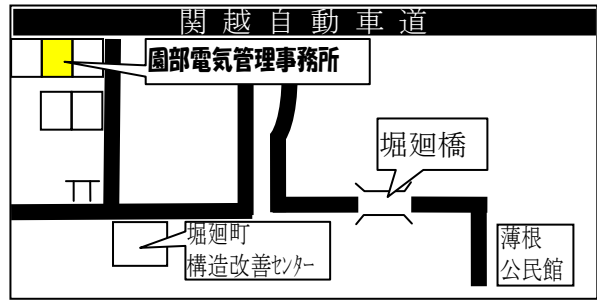 関越自動車道
園部電気管理事務所
堀廻橋
堀廻町
構造改善ｾﾝﾀｰ
薄根
公民館